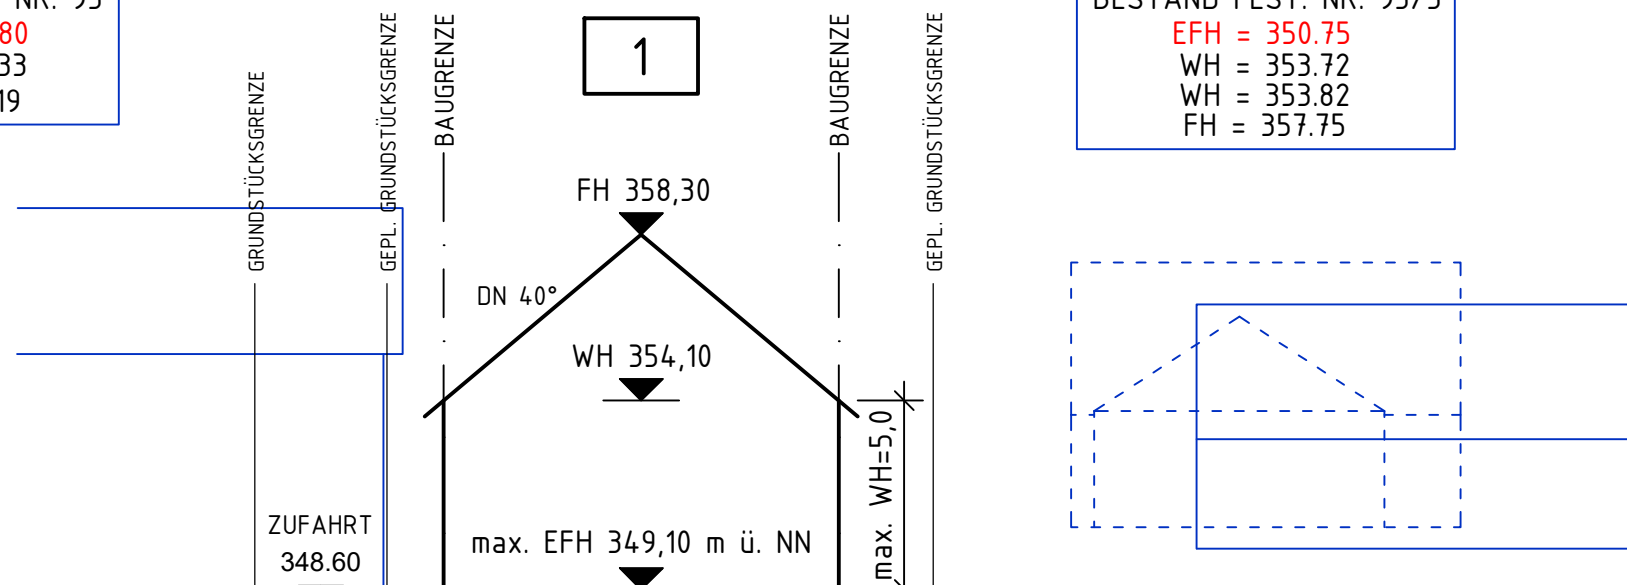 NR. 95
80
33
19
GRUNDSTÜCKSGRENZE
GEPL. GRUNDSTÜCKSGRENZE
BAUGRENZE
1
BAUGRENZE
GEPL. GRUNDSTÜCKSGRENZE
EFH = 350.75
WH = 353.72
WH = 353.82
FH = 357.75
FH 358,30
DN 40°
WH 354,10
max. WH=5,0
ZUFAHRT
348.60
max. EFH 349,10 m ü. NN